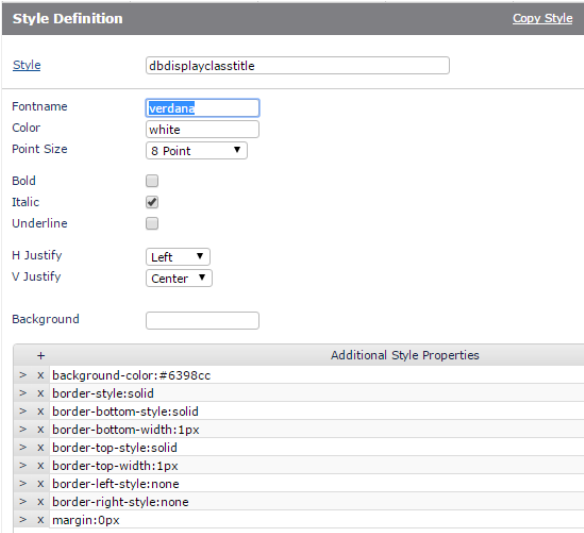 Style Definition Copy Style
Style dbdisplayclasstitle
Fontname verdana
Color white
Point Size 8 Point
Bold
Italic
Underline
H Justify Left
V Justify Center
Background
+ Additional Style Properties
> x background-color:#6398cc
> x border-style:solid
> x border-bottom-style:solid
> x border-bottom-width:1px
> x border-top-style:solid
> x border-top-width:1px
> x border-left-style:none
> x border-right-style:none
> x margin:0px